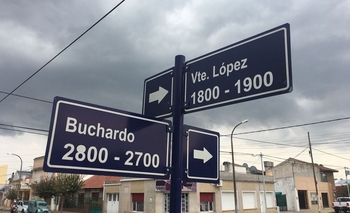 Vte. López
1800 - 1900
Buchardo
2800 - 2700